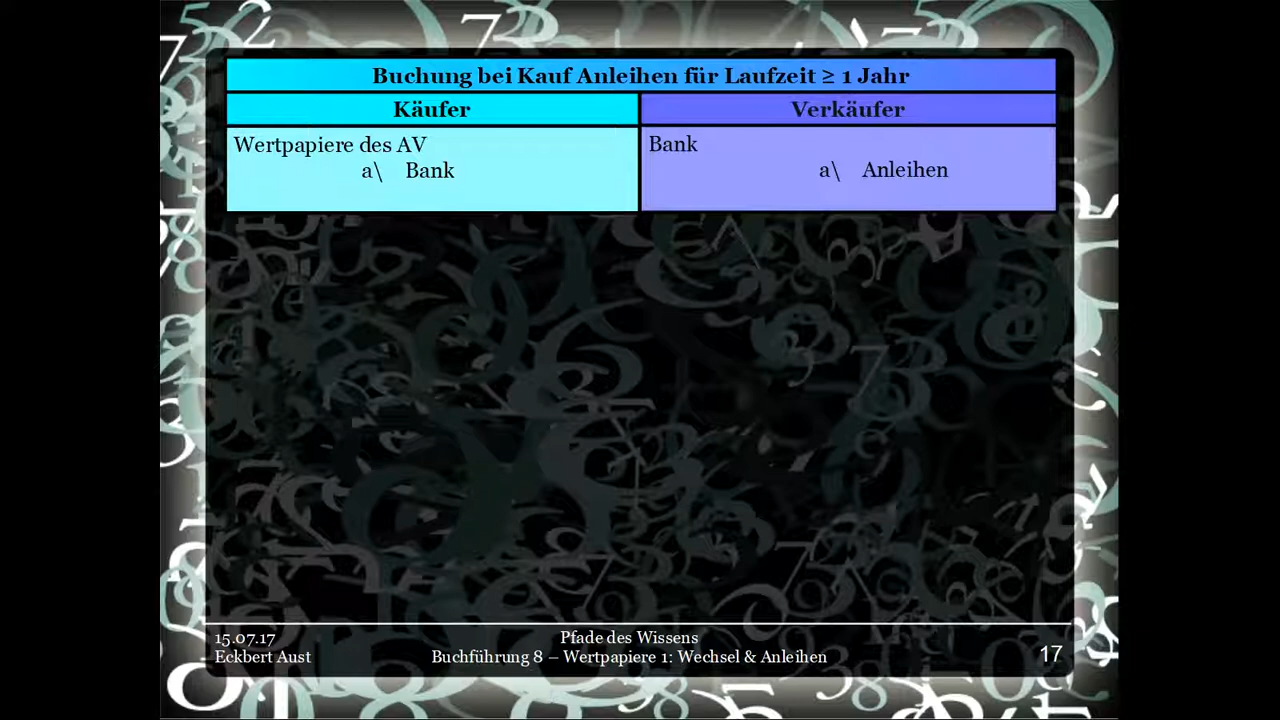 Buchung bei Kauf Anleihen für Laufzeit ≥ 1 Jahr
Käufer
Verkäufer
Wertpapiere des AV
a\ Bank
Bank
a\ Anleihen
15.07.17
Eckbert Aust
Pfade des Wissens
Buchführung 8 – Wertpapiere 1: Wechsel & Anleihen
17